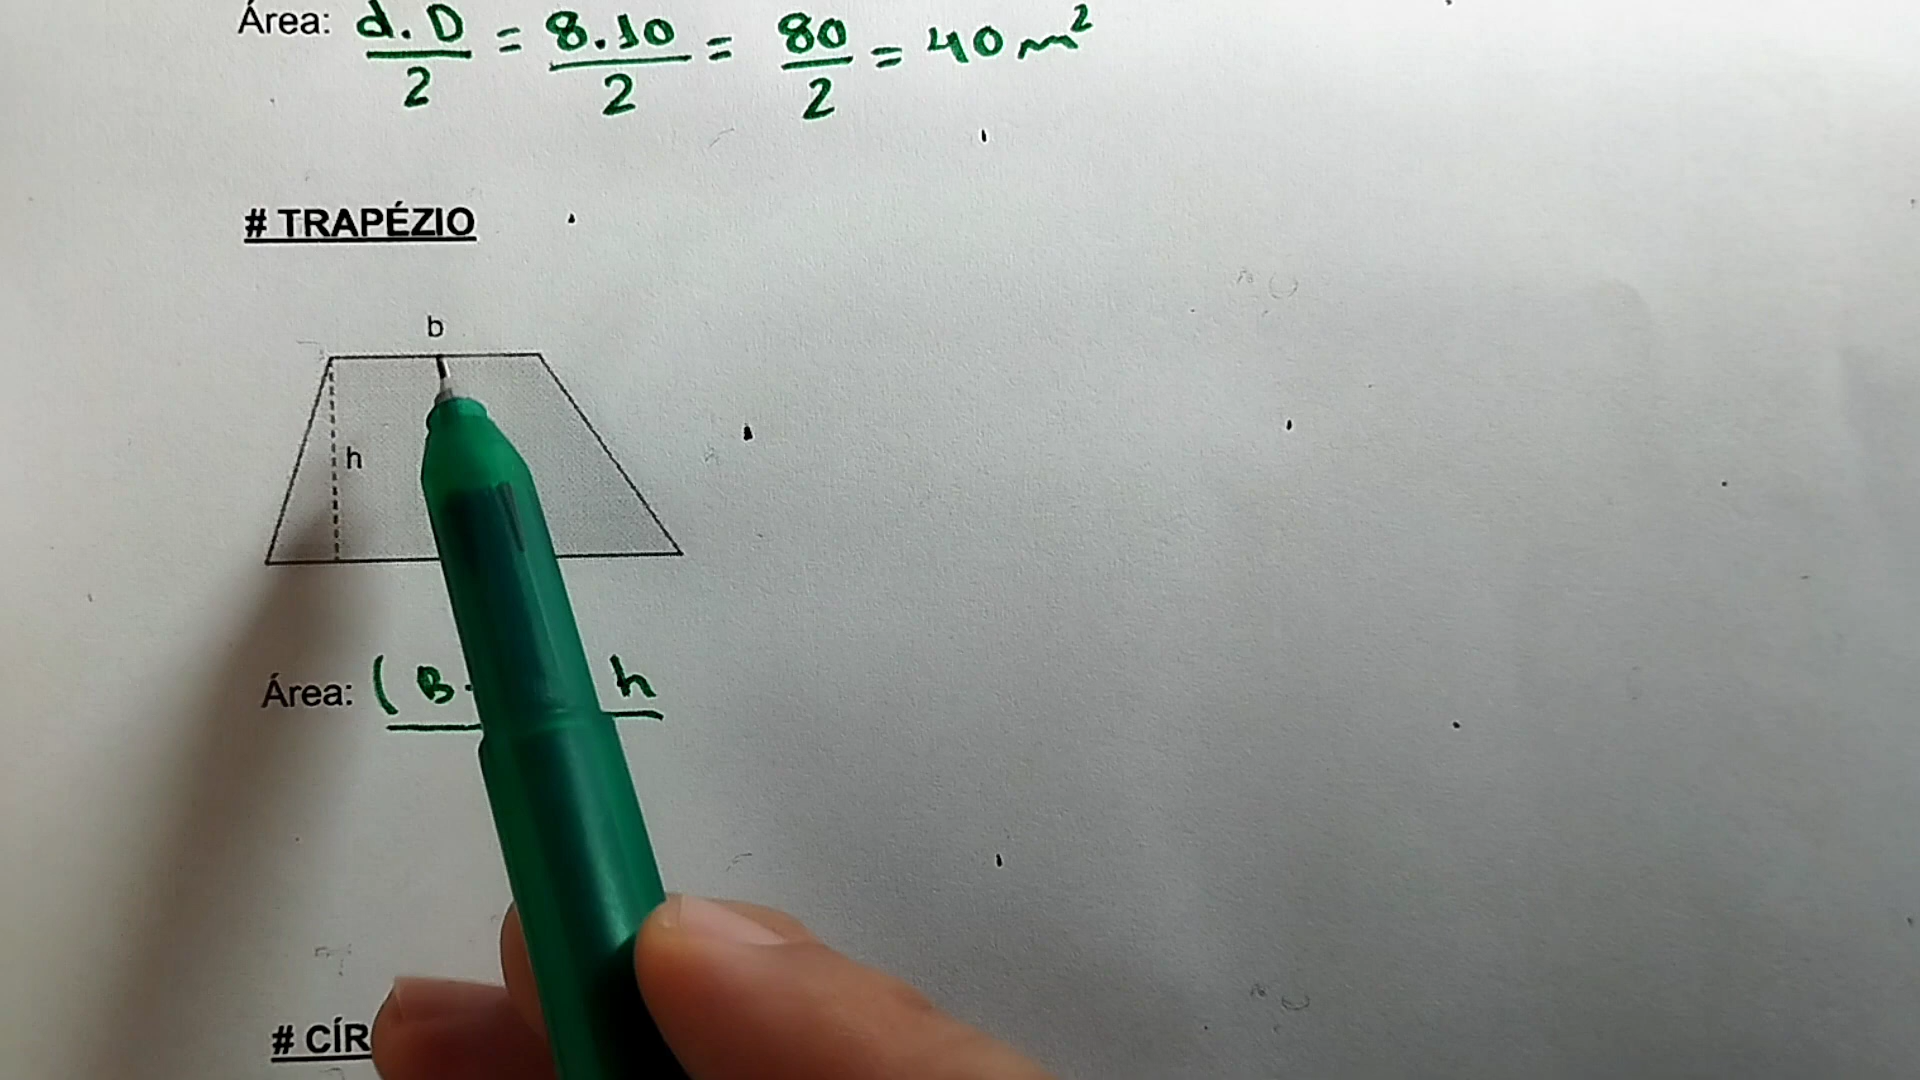 Área: d.D/2 = 8.10/2 = 80/2 = 40 m²
# TRAPÉZIO
b
h
Área: (B h
# CÍR